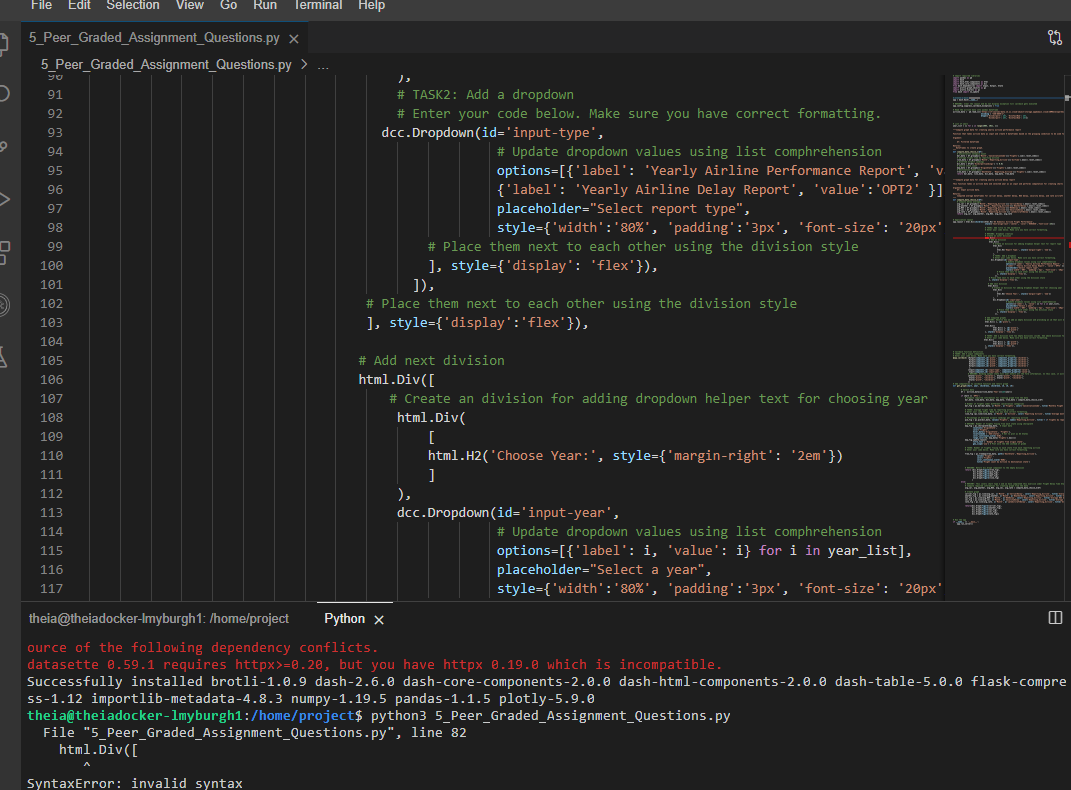 File Edit Selection View Go Run Terminal Help
5_Peer_Graded_Assignment_Questions.py ×
5_Peer_Graded_Assignment_Questions.py > ...
90 ),
91 # TASK2: Add a dropdown
92 # Enter your code below. Make sure you have correct formatting.
93 dcc.Dropdown(id='input-type',
94 # Update dropdown values using list comphrehension
95 options=[{'label': 'Yearly Airline Performance Report', 'v
96 {'label': 'Yearly Airline Delay Report', 'value':'OPT2' }]
97 placeholder="Select report type",
98 style={'width':'80%', 'padding':'3px', 'font-size': '20px'
99 # Place them next to each other using the division style
100 ], style={'display': 'flex'}),
101 ]),
102 # Place them next to each other using the division style
103 ], style={'display':'flex'}),
104
105 # Add next division
106 html.Div([
107 # Create an division for adding dropdown helper text for choosing year
108 html.Div(
109 [
110 html.H2('Choose Year:', style={'margin-right': '2em'})
111 ]
112 ),
113 dcc.Dropdown(id='input-year',
114 # Update dropdown values using list comphrehension
115 options=[{'label': i, 'value': i} for i in year_list],
116 placeholder="Select a year",
117 style={'width':'80%', 'padding':'3px', 'font-size': '20px'
theia@theiadocker-lmyburgh1: /home/project Python ×
ource of the following dependency conflicts.
datasette 0.59.1 requires httpx>=0.20, but you have httpx 0.19.0 which is incompatible.
Successfully installed brotli-1.0.9 dash-2.6.0 dash-core-components-2.0.0 dash-html-components-2.0.0 dash-table-5.0.0 flask-compre
ss-1.12 importlib-metadata-4.8.3 numpy-1.19.5 pandas-1.1.5 plotly-5.9.0
theia@theiadocker-lmyburgh1:/home/project$ python3 5_Peer_Graded_Assignment_Questions.py
File "5_Peer_Graded_Assignment_Questions.py", line 82
html.Div([
^
SyntaxError: invalid syntax